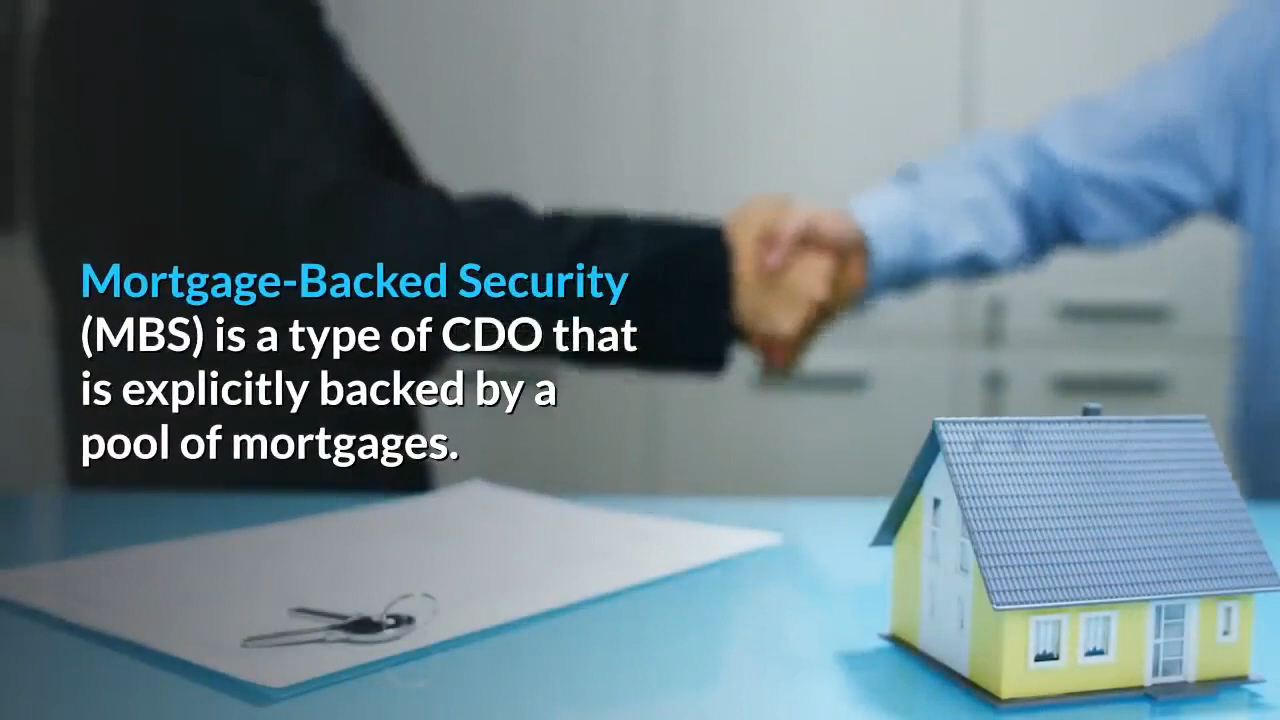 Mortgage-Backed Security
(MBS) is a type of CDO that
is explicitly backed by a
pool of mortgages.